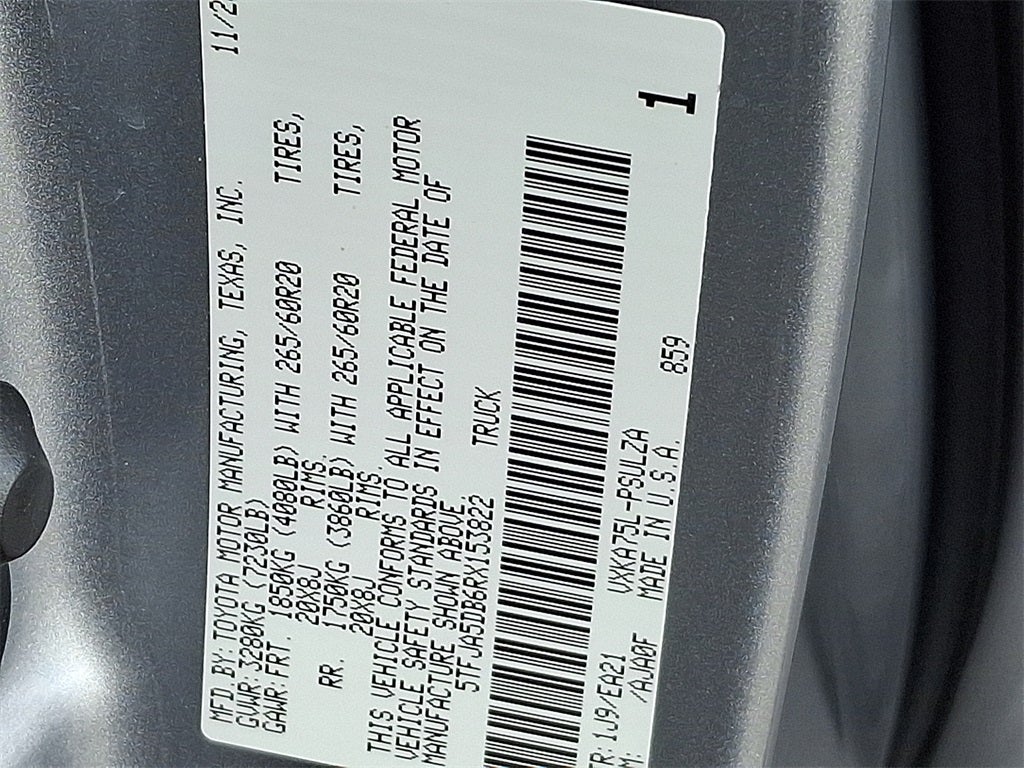 MFD.BY:TOYOTA MOTOR MANUFACTURING, TEXAS, INC. 11/2
GVWR:3280KG (7230LB)
GAWR:FRT. 1850KG (4080LB) WITH 265/60R20 TIRES,
20X8J RIMS.
RR. 1750KG (3860LB) WITH 265/60R20 TIRES,
20X8J RIMS.
THIS VEHICLE CONFORMS TO ALL APPLICABLE FEDERAL MOTOR
VEHICLE SAFETY STANDARDS IN EFFECT ON THE DATE OF
MANUFACTURE SHOWN ABOVE
5TFJA5DB6RX153822 TRUCK
TR:1J9/EA21 VXKA75L-PSULZA
M: /AJA0F MADE IN U.S.A. 859
1